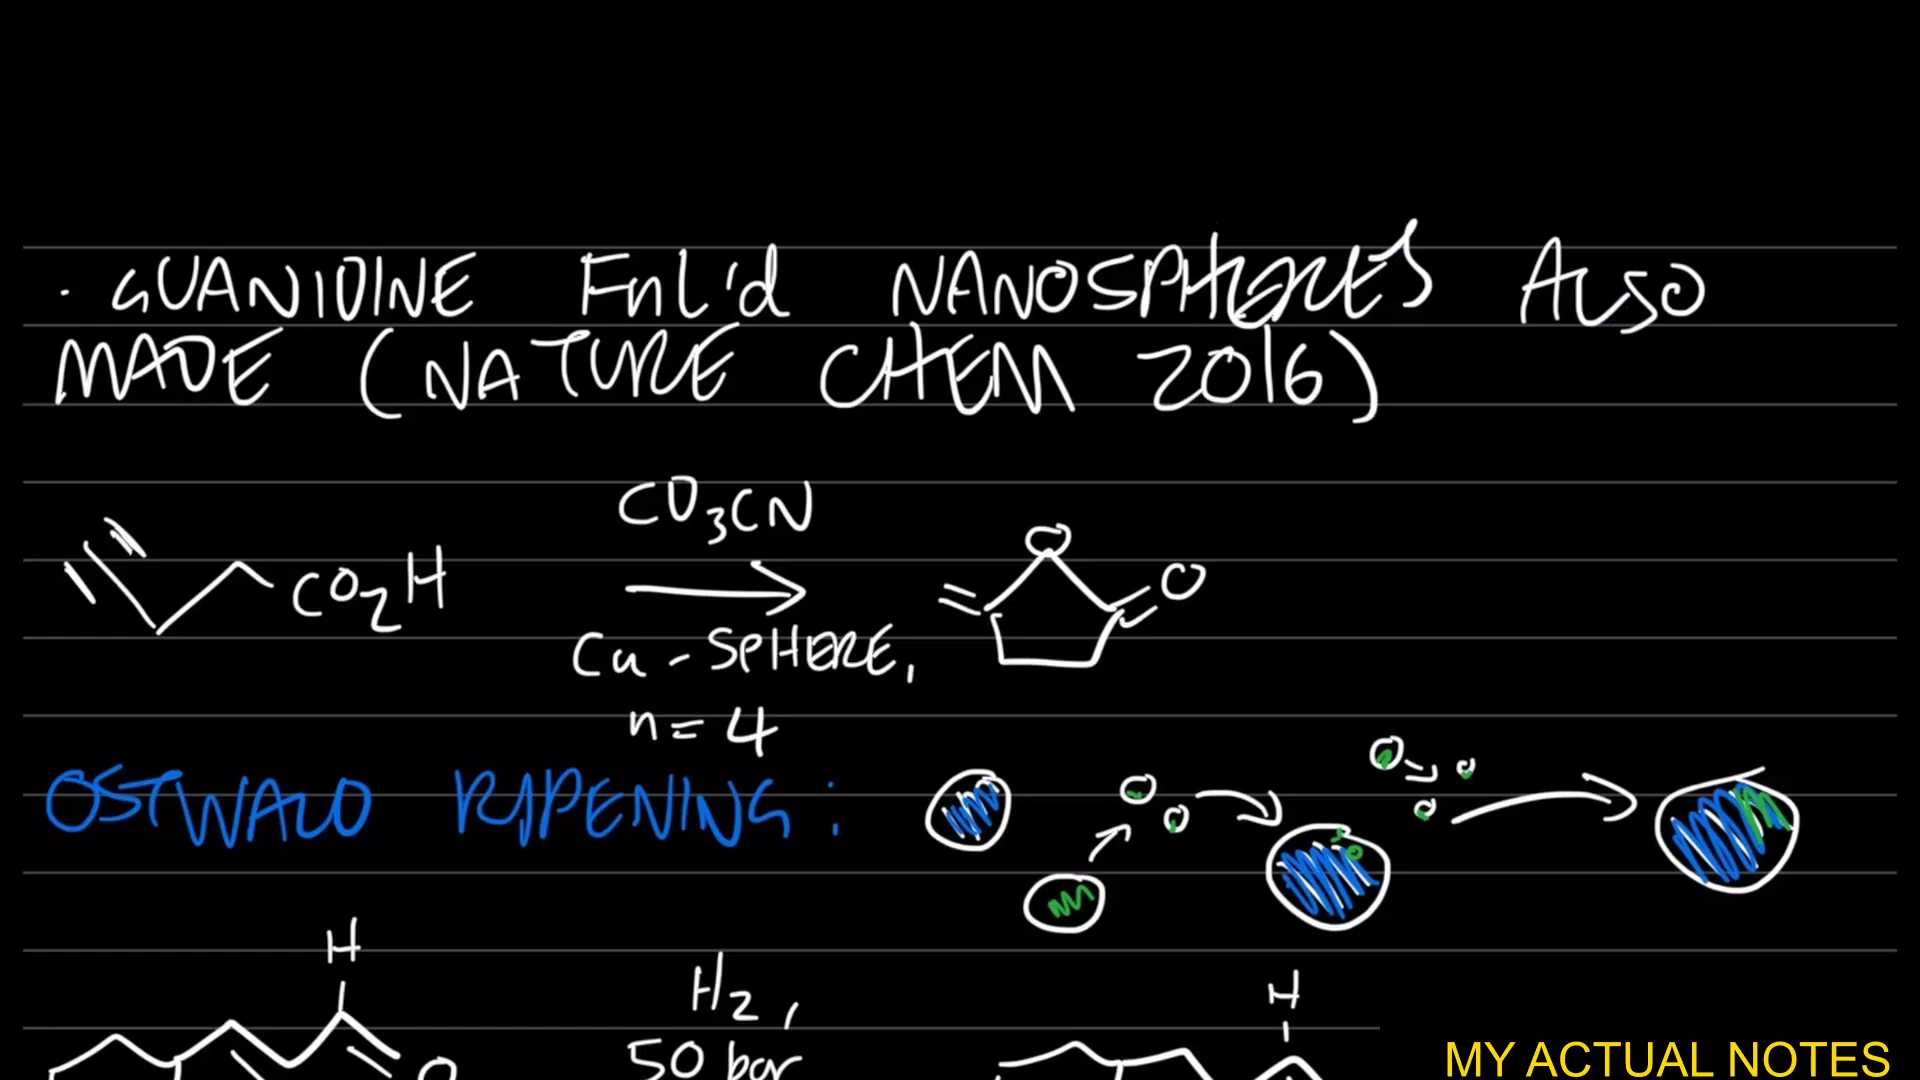 · GUANIDINE Fnl'd NANOSPHERES ALSO
MADE (NATURE CHEM 2016)
CD3CN
CO2H
O
O
Cu - SPHERE,
n = 4
OSTWALD RIPENING:
H
H2,
H
50 bar
O
MY ACTUAL NOTES